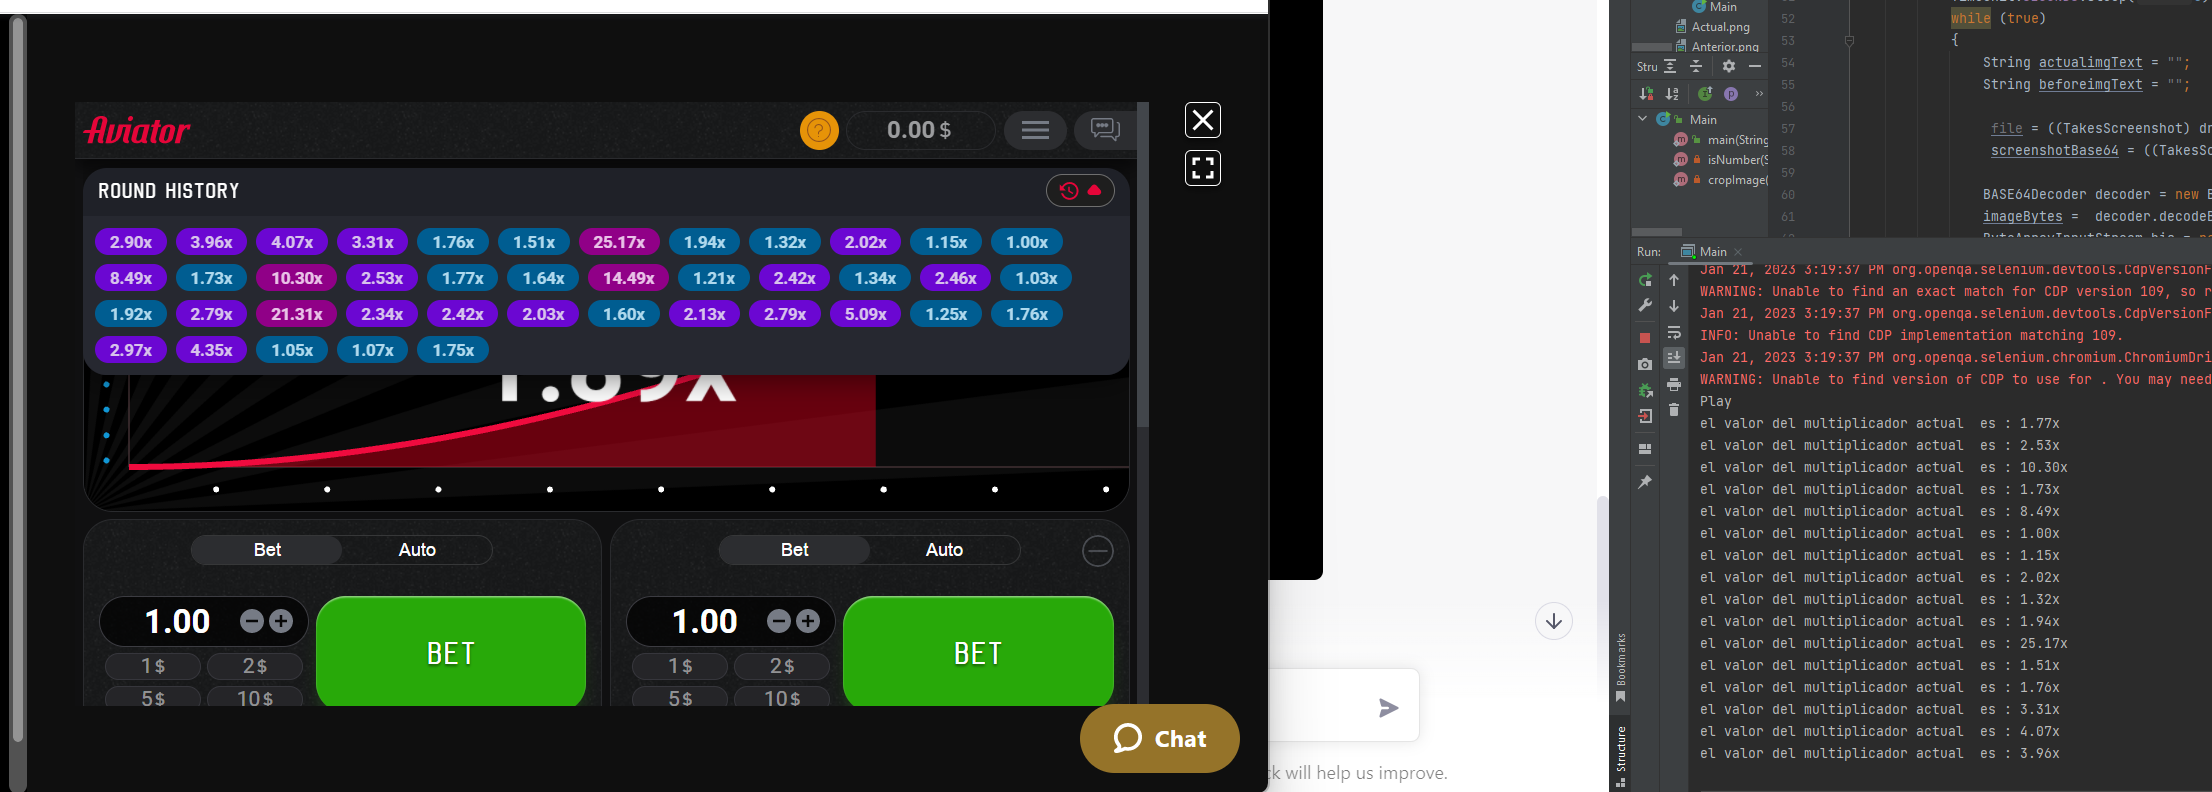 Aviator
0.00 $
ROUND HISTORY
2.90x 3.96x 4.07x 3.31x 1.76x 1.51x 25.17x 1.94x 1.32x 2.02x 1.15x 1.00x
8.49x 1.73x 10.30x 2.53x 1.77x 1.64x 14.49x 1.21x 2.42x 1.34x 2.46x 1.03x
1.92x 2.79x 21.31x 2.34x 2.42x 2.03x 1.60x 2.13x 2.79x 5.09x 1.25x 1.76x
2.97x 4.35x 1.05x 1.07x 1.75x
Bet Auto
1.00
BET
1$ 2$
5$ 10$
Bet Auto
1.00
BET
1$ 2$
5$ 10$
Chat
ck will help us improve.
Main
Actual.png
Anterior.png
Stru
Main
main(String
isNumber(S
cropImage(
52 while (true)
53 {
54 String actualimgText = "";
55 String beforeimgText = "";
56
57 file = ((TakesScreenshot) dr
58 screenshotBase64 = ((TakesSc
59
60 BASE64Decoder decoder = new B
61 imageBytes = decoder.decodeB
Run: Main
Jan 21, 2023 3:19:37 PM org.openqa.selenium.devtools.CdpVersionF
WARNING: Unable to find an exact match for CDP version 109, so r
Jan 21, 2023 3:19:37 PM org.openqa.selenium.devtools.CdpVersionF
INFO: Unable to find CDP implementation matching 109.
Jan 21, 2023 3:19:37 PM org.openqa.selenium.chromium.ChromiumDri
WARNING: Unable to find version of CDP to use for . You may need
Play
el valor del multiplicador actual es : 1.77x
el valor del multiplicador actual es : 2.53x
el valor del multiplicador actual es : 10.30x
el valor del multiplicador actual es : 1.73x
el valor del multiplicador actual es : 8.49x
el valor del multiplicador actual es : 1.00x
el valor del multiplicador actual es : 1.15x
el valor del multiplicador actual es : 2.02x
el valor del multiplicador actual es : 1.32x
el valor del multiplicador actual es : 1.94x
el valor del multiplicador actual es : 25.17x
el valor del multiplicador actual es : 1.51x
el valor del multiplicador actual es : 1.76x
el valor del multiplicador actual es : 3.31x
el valor del multiplicador actual es : 4.07x
el valor del multiplicador actual es : 3.96x
Bookmarks
Structure